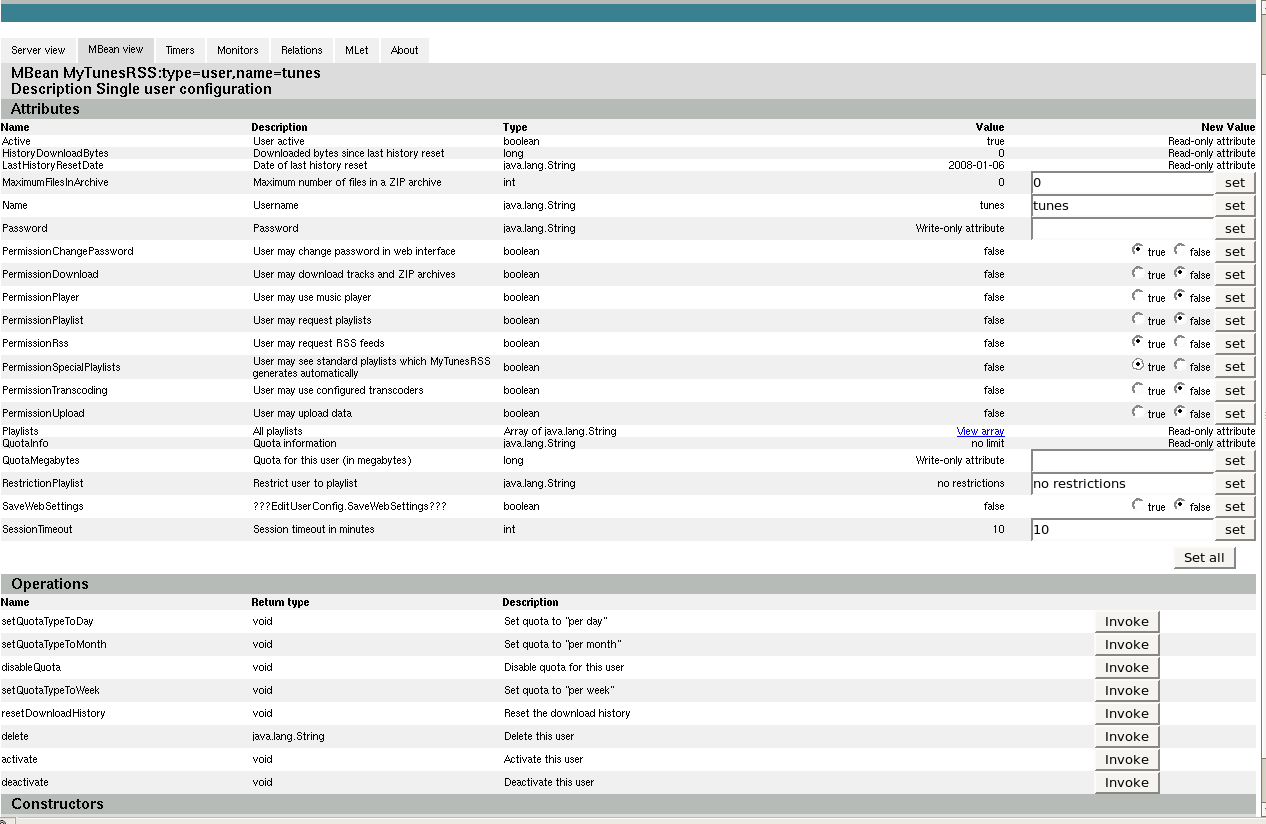 Server view MBean view Timers Monitors Relations MLet About
MBean MyTunesRSS:type=user,name=tunes
Description Single user configuration
Attributes
Name Description Type Value New Value
Active User active boolean true Read-only attribute
HistoryDownloadBytes Downloaded bytes since last history reset long 0 Read-only attribute
LastHistoryResetDate Date of last history reset java.lang.String 2008-01-06 Read-only attribute
MaximumFilesInArchive Maximum number of files in a ZIP archive int 0 0 set
Name Username java.lang.String tunes tunes set
Password Password java.lang.String Write-only attribute set
PermissionChangePassword User may change password in web interface boolean false true false set
PermissionDownload User may download tracks and ZIP archives boolean false true false set
PermissionPlayer User may use music player boolean false true false set
PermissionPlaylist User may request playlists boolean false true false set
PermissionRss User may request RSS feeds boolean false true false set
PermissionSpecialPlaylists User may see standard playlists which MyTunesRSS boolean false true false set
generates automatically
PermissionTranscoding User may use configured transcoders boolean false true false set
PermissionUpload User may upload data boolean false true false set
Playlists All playlists Array of java.lang.String View array Read-only attribute
QuotaInfo Quota information java.lang.String no limit Read-only attribute
QuotaMegabytes Quota for this user (in megabytes) long Write-only attribute set
RestrictionPlaylist Restrict user to playlist java.lang.String no restrictions no restrictions set
SaveWebSettings ???EditUserConfig.SaveWebSettings??? boolean false true false set
SessionTimeout Session timeout in minutes int 10 10 set
Set all
Operations
Name Return type Description
setQuotaTypeToDay void Set quota to "per day" Invoke
setQuotaTypeToMonth void Set quota to "per month" Invoke
disableQuota void Disable quota for this user Invoke
setQuotaTypeToWeek void Set quota to "per week" Invoke
resetDownloadHistory void Reset the download history Invoke
delete java.lang.String Delete this user Invoke
activate void Activate this user Invoke
deactivate void Deactivate this user Invoke
Constructors